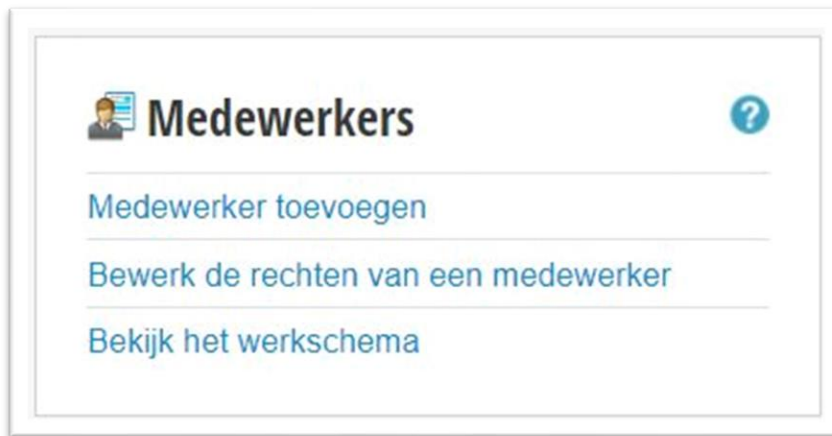 Medewerkers
Medewerker toevoegen
Bewerk de rechten van een medewerker
Bekijk het werkschema